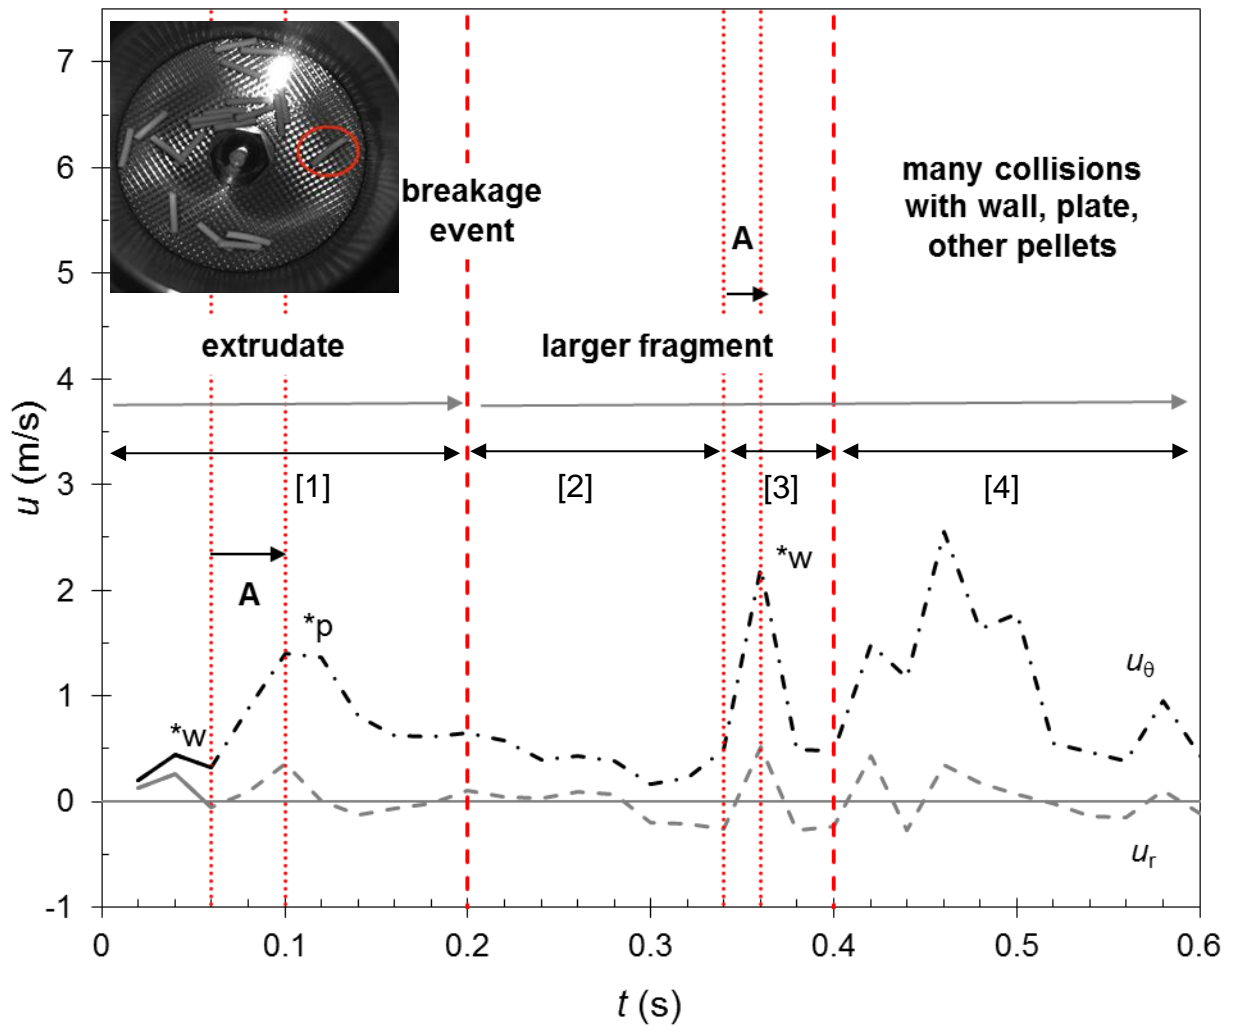 7
6
5
4
3
2
1
0
-1
u (m/s)
breakage
event
many collisions
with wall, plate,
other pellets
A
extrudate
larger fragment
[1]
[2]
[3]
[4]
A
*w
*p
*w
uθ
ur
0
0.1
0.2
0.3
0.4
0.5
0.6
t (s)